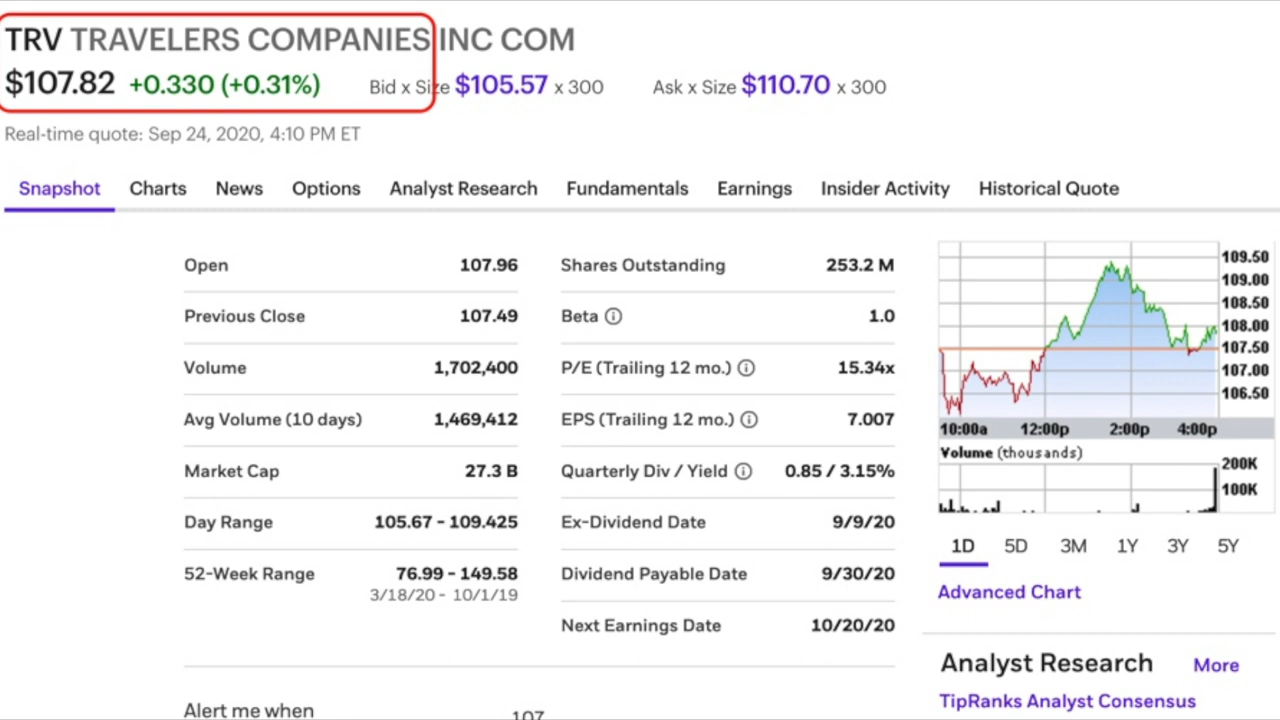 TRV TRAVELERS COMPANIES INC COM
$107.82 +0.330 (+0.31%) Bid x Size $105.57 x 300 Ask x Size $110.70 x 300
Real-time quote: Sep 24, 2020, 4:10 PM ET
Snapshot Charts News Options Analyst Research Fundamentals Earnings Insider Activity Historical Quote
Open 107.96
Previous Close 107.49
Volume 1,702,400
Avg Volume (10 days) 1,469,412
Market Cap 27.3 B
Day Range 105.67 - 109.425
52-Week Range 76.99 - 149.58
3/18/20 - 10/1/19
Shares Outstanding 253.2 M
Beta 1.0
P/E (Trailing 12 mo.) 15.34x
EPS (Trailing 12 mo.) 7.007
Quarterly Div / Yield 0.85 / 3.15%
Ex-Dividend Date 9/9/20
Dividend Payable Date 9/30/20
Next Earnings Date 10/20/20
109.50
109.00
108.50
108.00
107.50
107.00
106.50
10:00a 12:00p 2:00p 4:00p
Volume (thousands)
200K
100K
1D 5D 3M 1Y 3Y 5Y
Advanced Chart
Analyst Research More
TipRanks Analyst Consensus
Alert me when 107